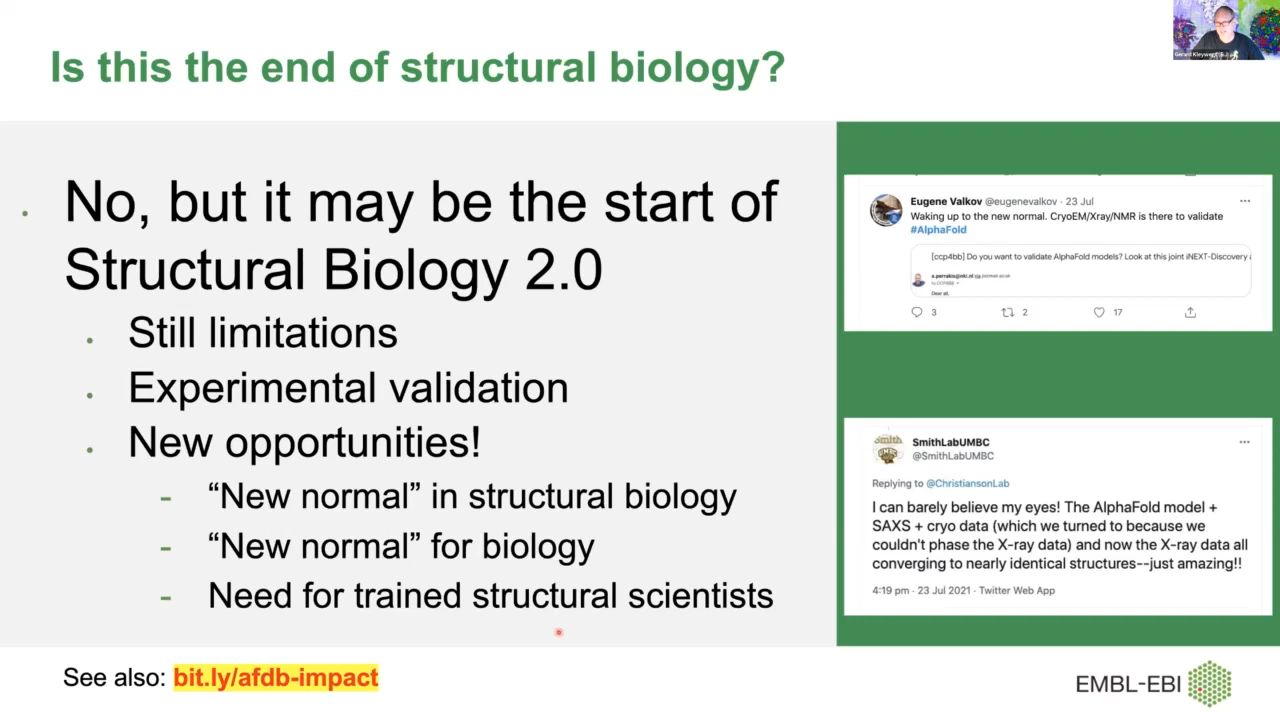 Is this the end of structural biology?
No, but it may be the start of
Structural Biology 2.0
Still limitations
Experimental validation
New opportunities!
- “New normal” in structural biology
- “New normal” for biology
- Need for trained structural scientists
See also: bit.ly/afdb-impact
Eugene Valkov @eugenevalkov · 23 Jul
Waking up to the new normal. CryoEM/Xray/NMR is there to validate
#AlphaFold
[ccp4bb] Do you want to validate AlphaFold models? Look at this joint iNEXT-Discovery
Dear all,
3 2 17
SmithLabUMBC
@SmithLabUMBC
Replying to @ChristiansonLab
I can barely believe my eyes! The AlphaFold model +
SAXS + cryo data (which we turned to because we
couldn't phase the X-ray data) and now the X-ray data all
converging to nearly identical structures--just amazing!!
4:19 pm · 23 Jul 2021 · Twitter Web App
EMBL-EBI